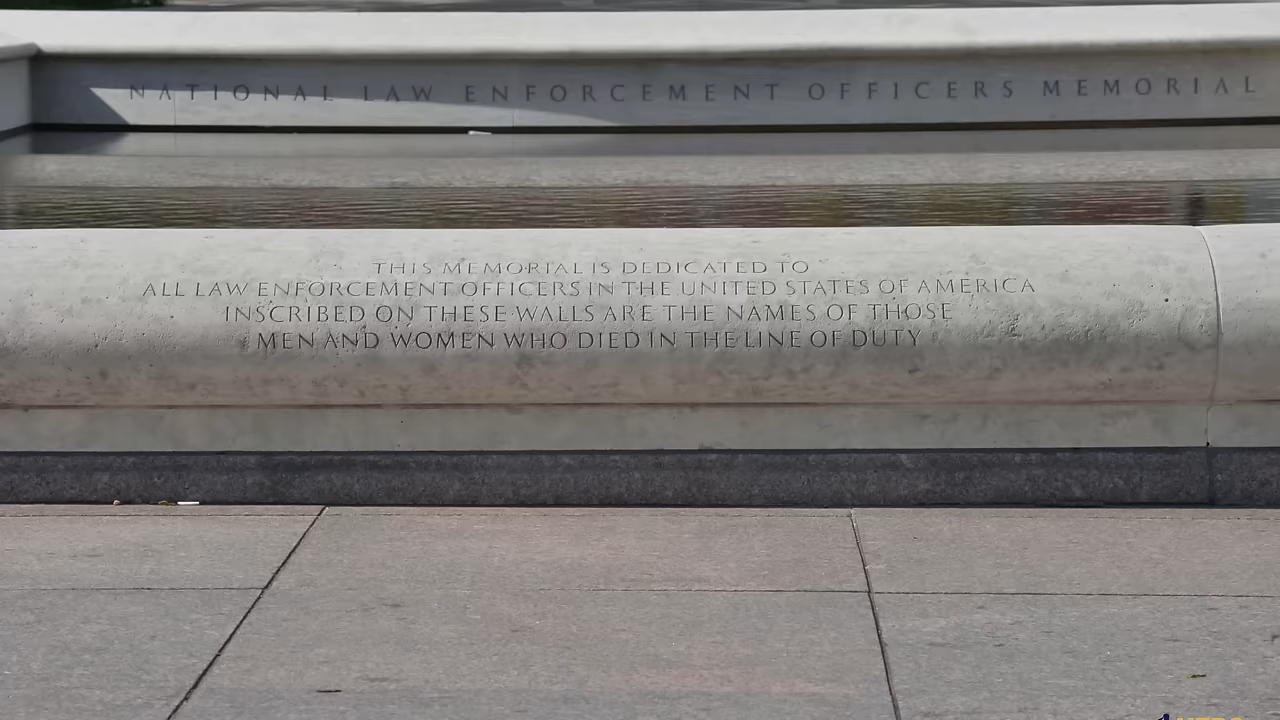 NATIONAL LAW ENFORCEMENT OFFICERS MEMORIAL
THIS MEMORIAL IS DEDICATED TO
ALL LAW ENFORCEMENT OFFICERS IN THE UNITED STATES OF AMERICA
INSCRIBED ON THESE WALLS ARE THE NAMES OF THOSE
MEN AND WOMEN WHO DIED IN THE LINE OF DUTY